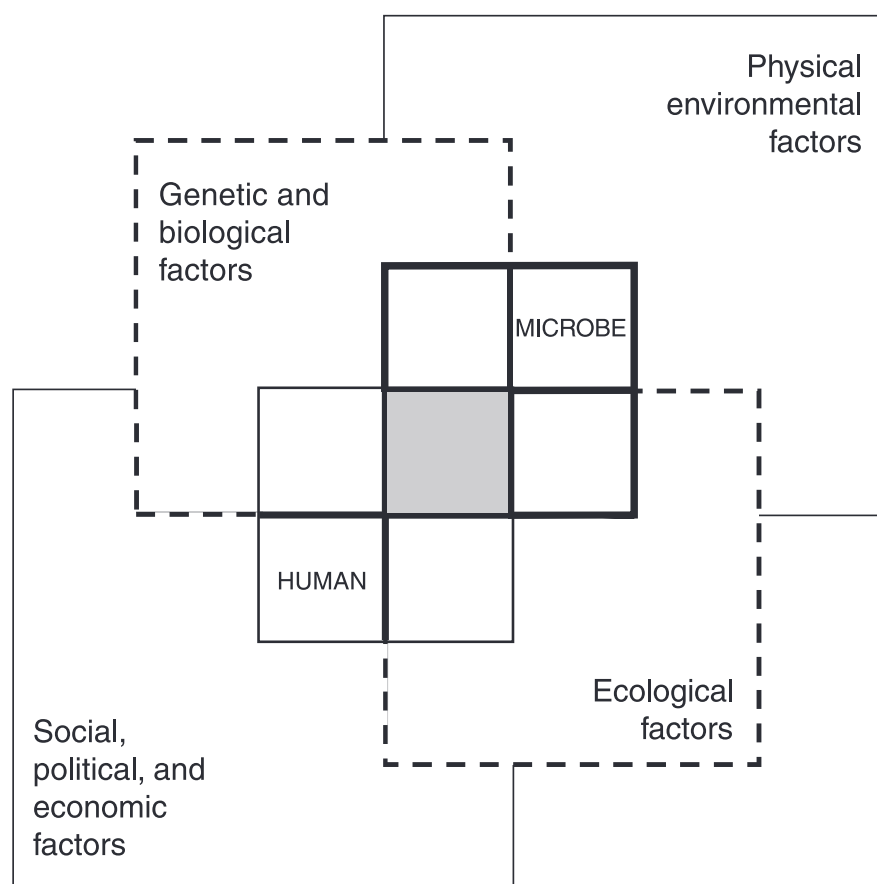 Physical
environmental
factors
Genetic and
biological
factors
MICROBE
HUMAN
Ecological
factors
Social,
political, and
economic
factors